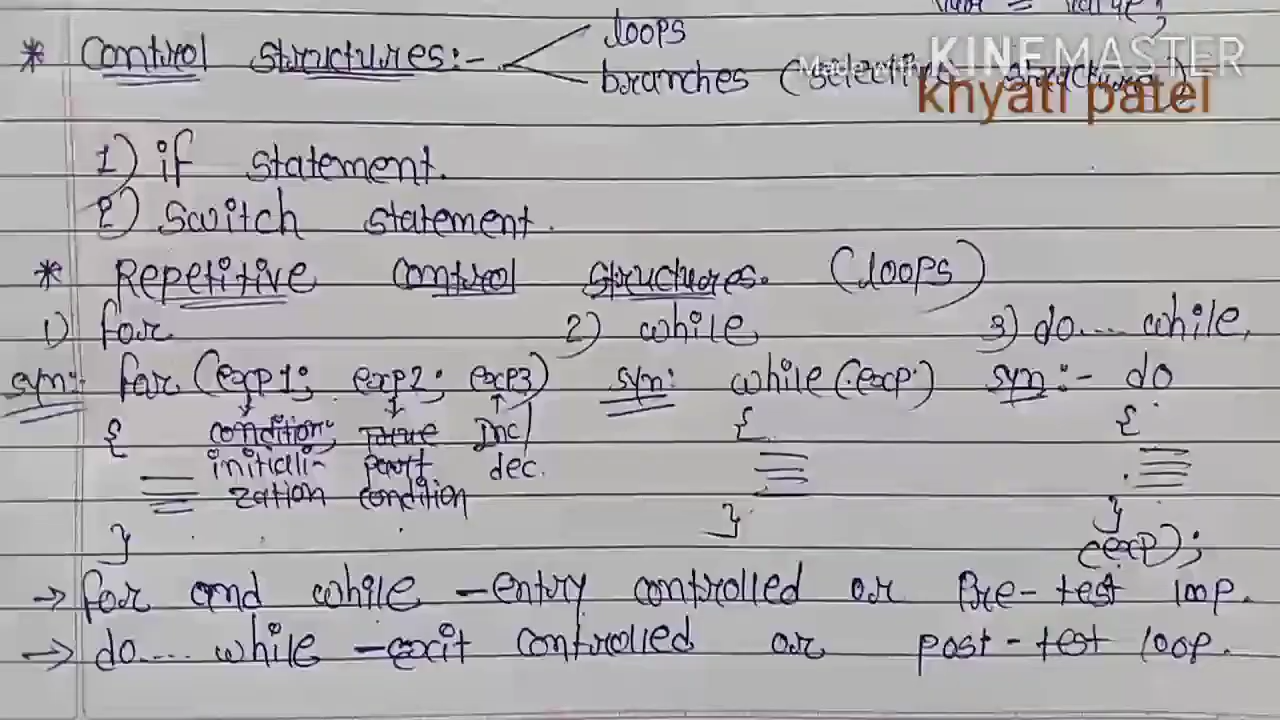 * Control structures:- loops
branches (selective structure)
Made with KINEMASTER
khyati patel
1) if statement.
2) Switch statement.
* Repetitive control structures. (loops)
1) for 2) while 3) do.... while.
syn:- for (exp1; exp2; exp3) syn: while (exp) syn:- do
{ condition; Inc/ { {
initiali- part dec.
zation condition
} } }
(exp);
→ for and while - entry controlled or Pre-test loop.
→ do.... while - exit controlled or post-test loop.